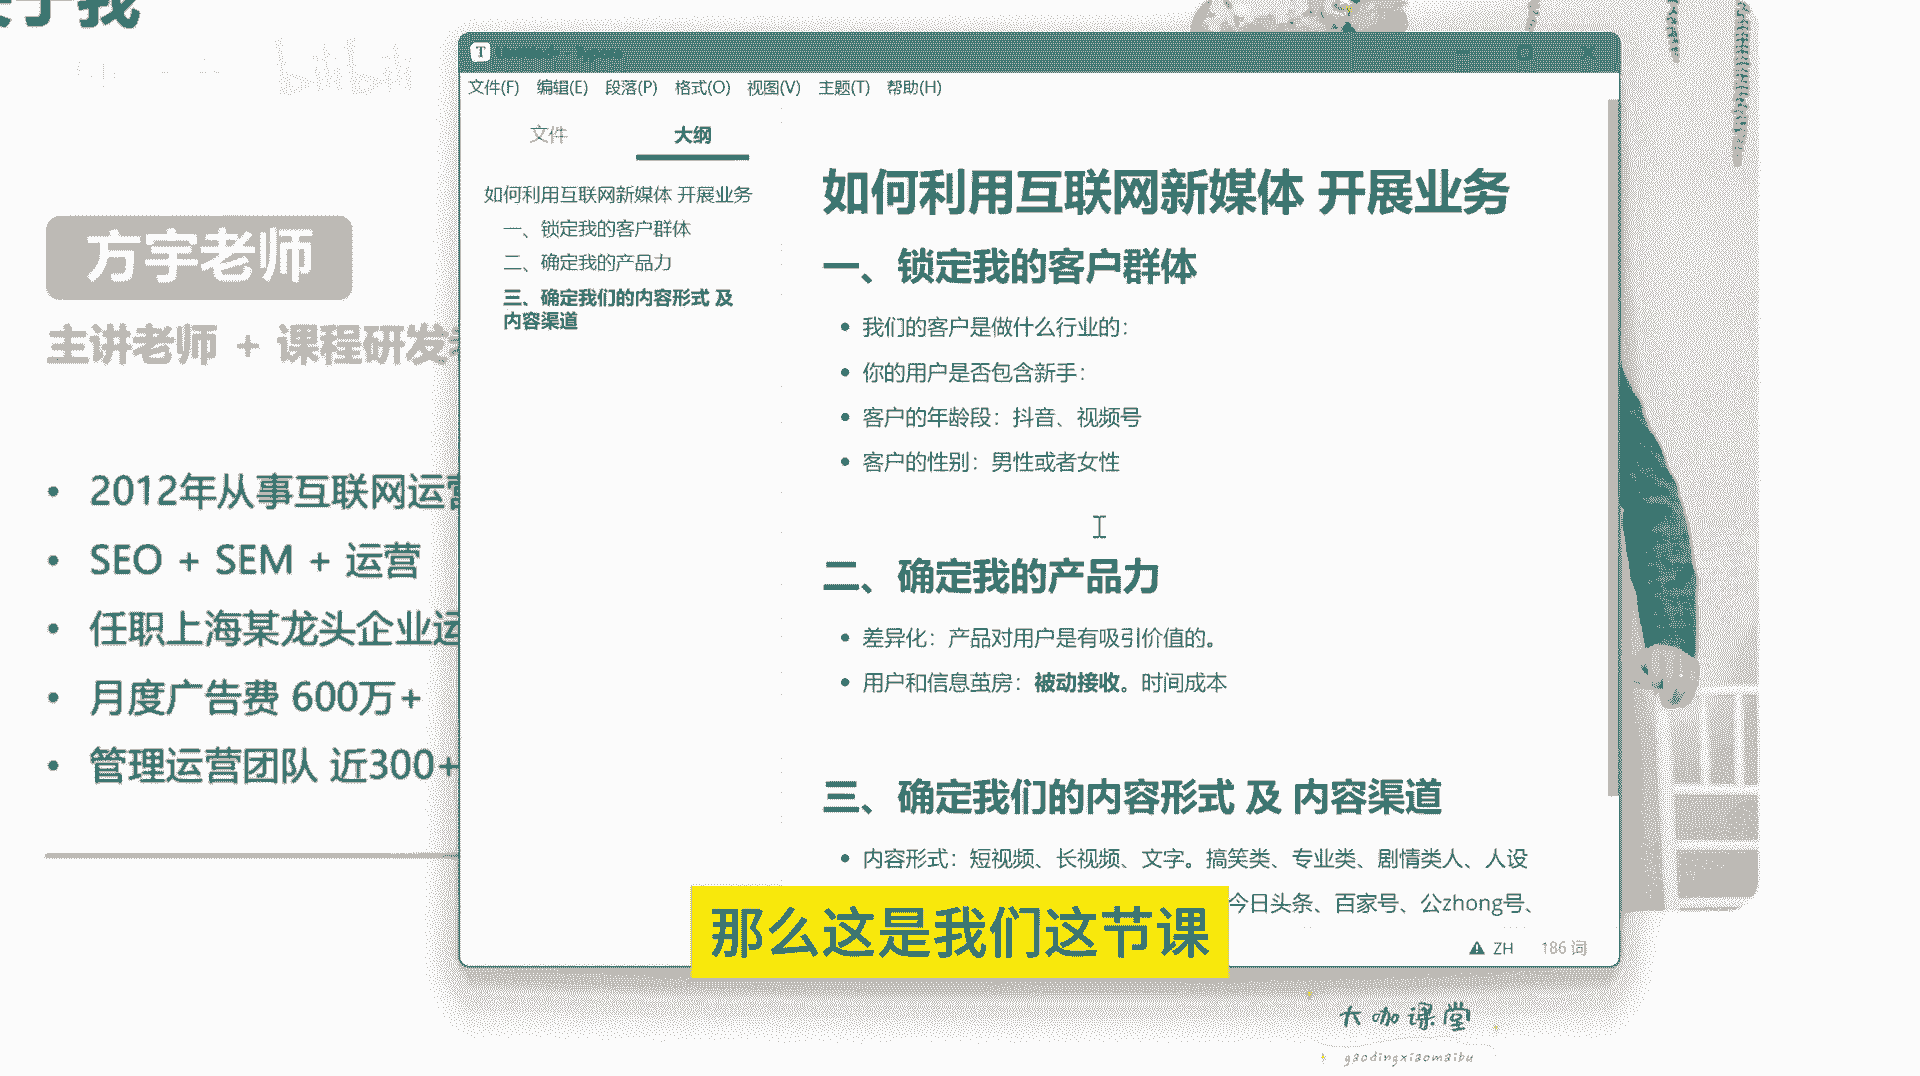 于我
bilibili
方宇老师
主讲老师 + 课程研发
• 2012年从事互联网运营
• SEO + SEM + 运营
• 任职上海某龙头企业运
• 月度广告费 600万+
• 管理运营团队 近300+
T
文件(F) 编辑(E) 段落(P) 格式(O) 视图(V) 主题(T) 帮助(H)
文件 大纲
如何利用互联网新媒体 开展业务
一、锁定我的客户群体
二、确定我的产品力
三、确定我们的内容形式 及
内容渠道
如何利用互联网新媒体 开展业务
一、锁定我的客户群体
• 我们的客户是做什么行业的：
• 你的用户是否包含新手：
• 客户的年龄段：抖音、视频号
• 客户的性别：男性或者女性
二、确定我的产品力
• 差异化：产品对用户是有吸引价值的。
• 用户和信息茧房：被动接收。时间成本
三、确定我们的内容形式 及 内容渠道
• 内容形式：短视频、长视频、文字。搞笑类、专业类、剧情类人、人设
今日头条、百家号、公zhong号、
那么这是我们这节课
ZH 186 词
大咖课堂
gaodingxiaomaibu